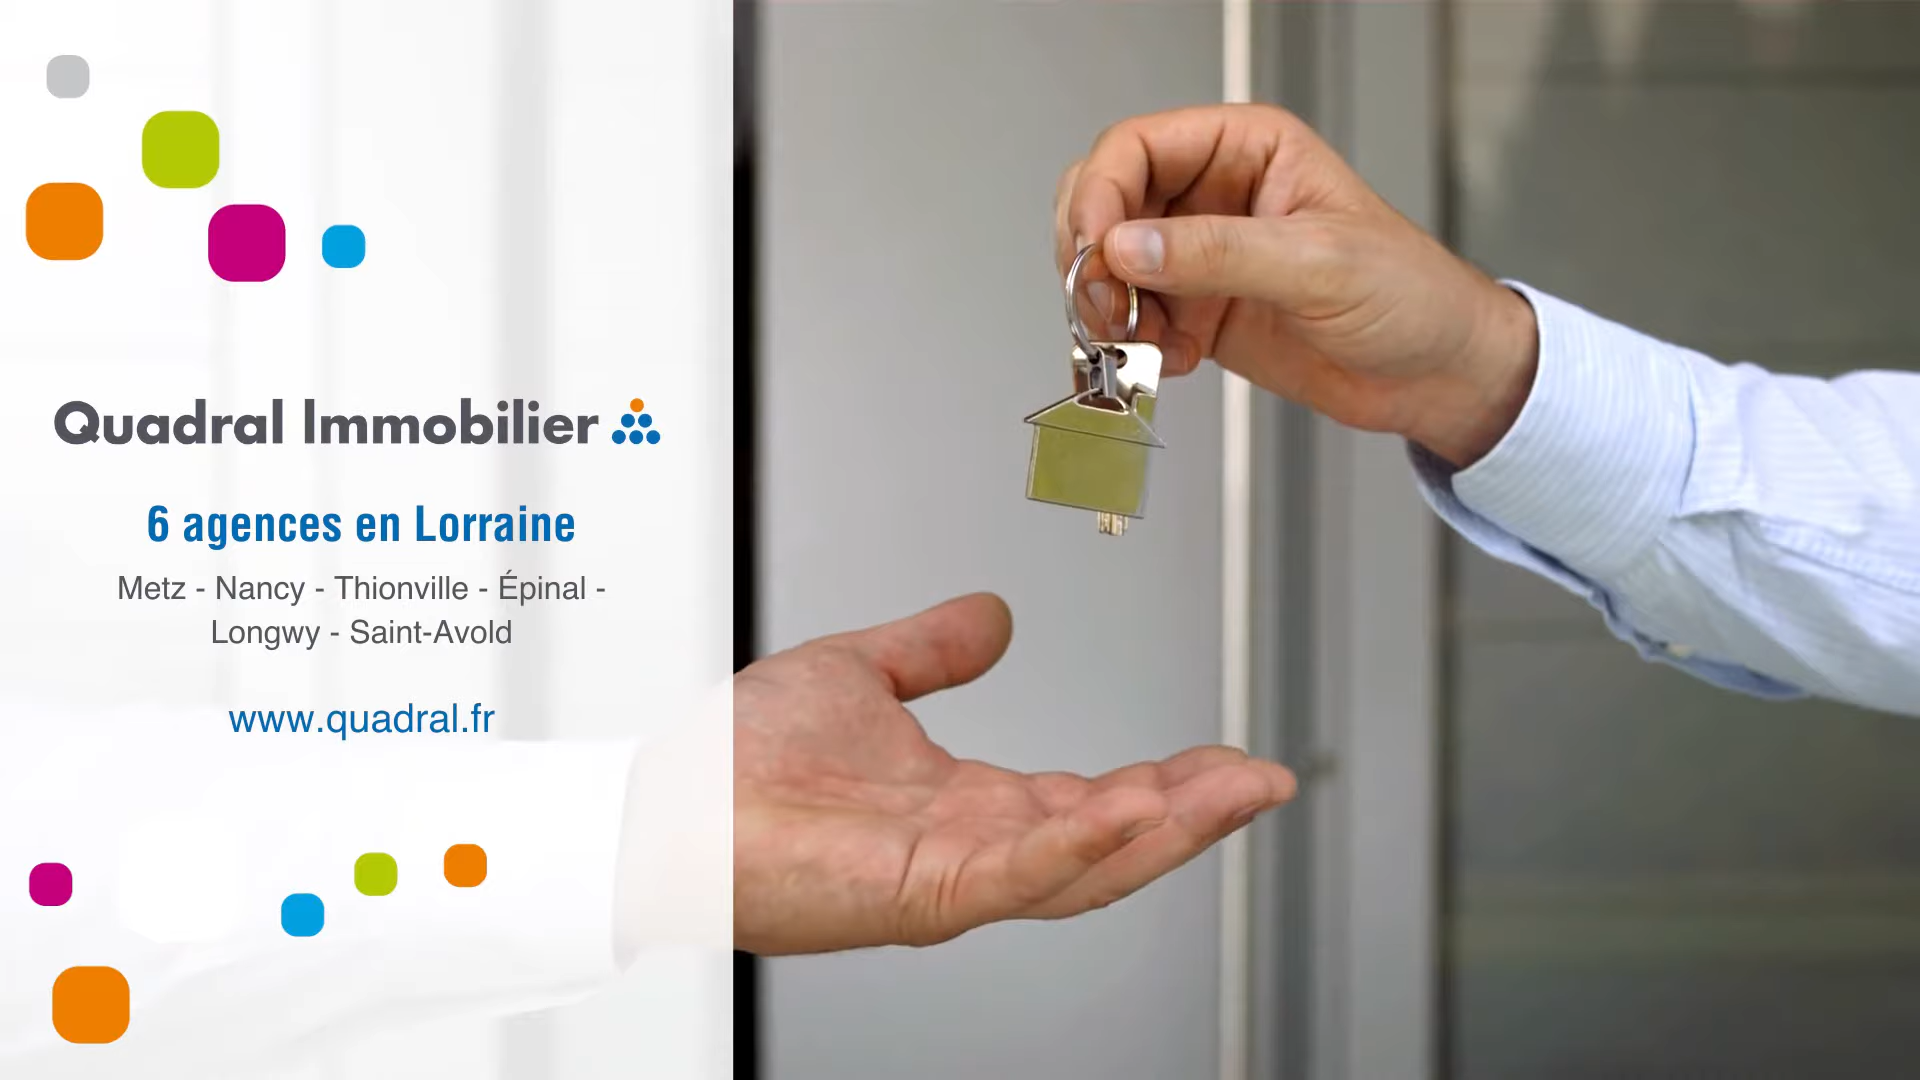 Quadral Immobilier
6 agences en Lorraine
Metz - Nancy - Thionville - Épinal -
Longwy - Saint-Avold
www.quadral.fr